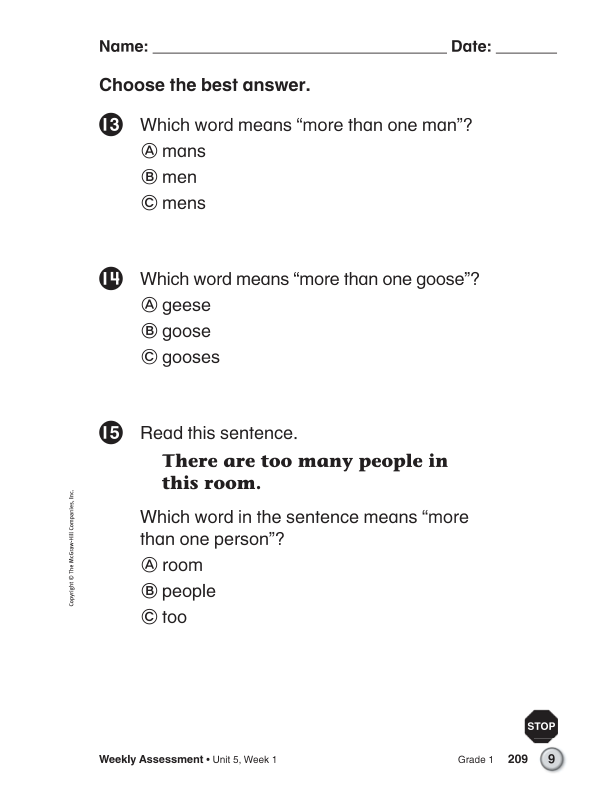 Name: ______________________________ Date: ______
Choose the best answer.
13 Which word means “more than one man”?
A mans
B men
C mens
14 Which word means “more than one goose”?
A geese
B goose
C gooses
15 Read this sentence.
There are too many people in
this room.
Which word in the sentence means “more
than one person”?
A room
B people
C too
Copyright © The McGraw-Hill Companies, Inc.
STOP
Weekly Assessment • Unit 5, Week 1
Grade 1 209 9